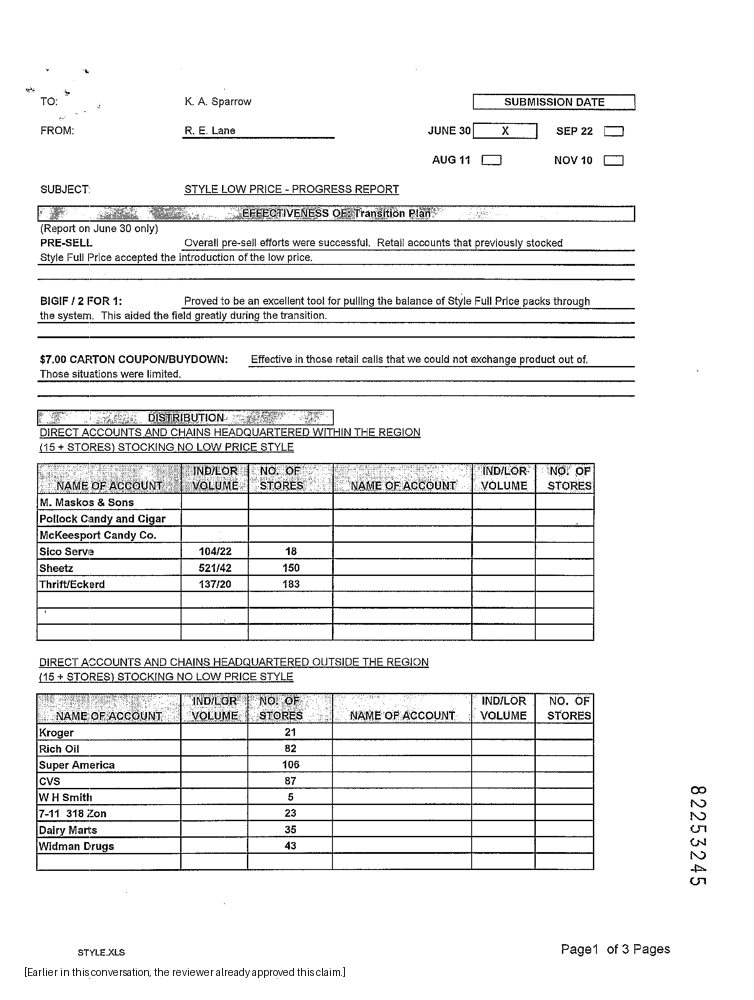 TO: K. A. Sparrow SUBMISSION DATE
FROM: R. E. Lane JUNE 30 X SEP 22
AUG 11 NOV 10
SUBJECT: STYLE LOW PRICE - PROGRESS REPORT
EFFECTIVENESS OF: Transition Plan
(Report on June 30 only)
PRE-SELL Overall pre-sell efforts were successful. Retail accounts that previously stocked
Style Full Price accepted the introduction of the low price.
BIGIF / 2 FOR 1: Proved to be an excellent tool for pulling the balance of Style Full Price packs through
the system. This aided the field greatly during the transition.
$7.00 CARTON COUPON/BUYDOWN: Effective in those retail calls that we could not exchange product out of.
Those situations were limited.
DISTRIBUTION
DIRECT ACCOUNTS AND CHAINS HEADQUARTERED WITHIN THE REGION
(15 + STORES) STOCKING NO LOW PRICE STYLE
IND/LOR NO. OF IND/LOR NO. OF
NAME OF ACCOUNT VOLUME STORES NAME OF ACCOUNT VOLUME STORES
M. Maskos & Sons
Pollock Candy and Cigar
McKeesport Candy Co.
Sico Serve 104/22 18
Sheetz 521/42 150
Thrift/Eckerd 137/20 183
DIRECT ACCOUNTS AND CHAINS HEADQUARTERED OUTSIDE THE REGION
(15 + STORES) STOCKING NO LOW PRICE STYLE
IND/LOR NO. OF IND/LOR NO. OF
NAME OF ACCOUNT VOLUME STORES NAME OF ACCOUNT VOLUME STORES
Kroger 21
Rich Oil 82
Super America 106
CVS 87
W H Smith 5
7-11 318 Zon 23
Dairy Marts 35
Widman Drugs 43
82253245
STYLE.XLS Page1 of 3 Pages
[Earlier in this conversation, the reviewer already approved this claim.]